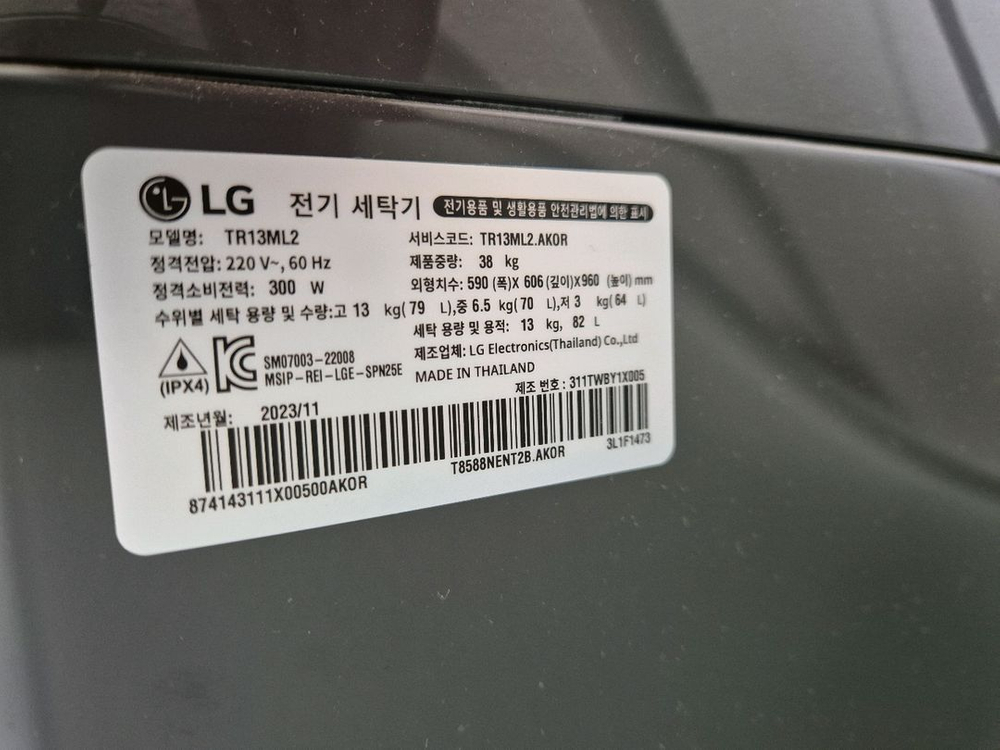 LG 전기 세탁기 전기용품 및 생활용품 안전관리법에 의한 표시
모델명: TR13ML2 서비스코드: TR13ML2.AKOR
정격전압: 220 V~, 60 Hz 제품중량: 38 kg
정격소비전력: 300 W 외형치수: 590 (폭)X 606 (깊이)X960 (높이) mm
수위별 세탁 용량 및 수량:고 13 kg( 79 L),중 6.5 kg( 70 L),저 3 kg( 64 L)
세탁 용량 및 용적: 13 kg, 82 L
제조업체: LG Electronics(Thailand) Co.,Ltd
SM07003-22008
MSIP-REI-LGE-SPN25E
(IPX4)
MADE IN THAILAND
제조 번호: 311TWBY1X005
제조년월: 2023/11
874143111X00500AKOR
T8588NENT2B.AKOR
3L1F1473